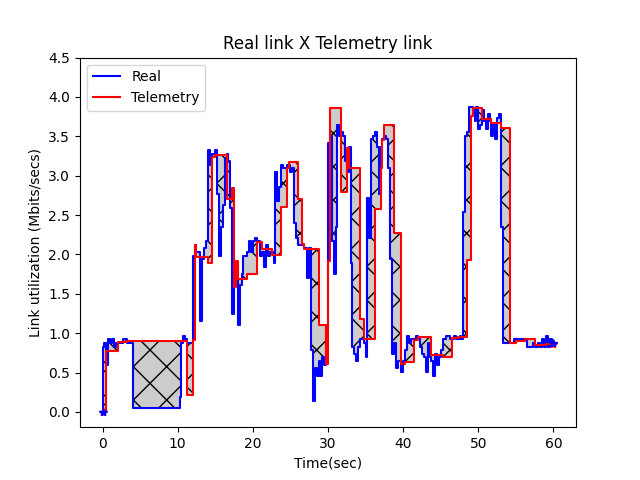 Real link X Telemetry link
Real
Telemetry
Link utilization (Mbits/secs)
4.5
4.0
3.5
3.0
2.5
2.0
1.5
1.0
0.5
0.0
0 10 20 30 40 50 60
Time(sec)